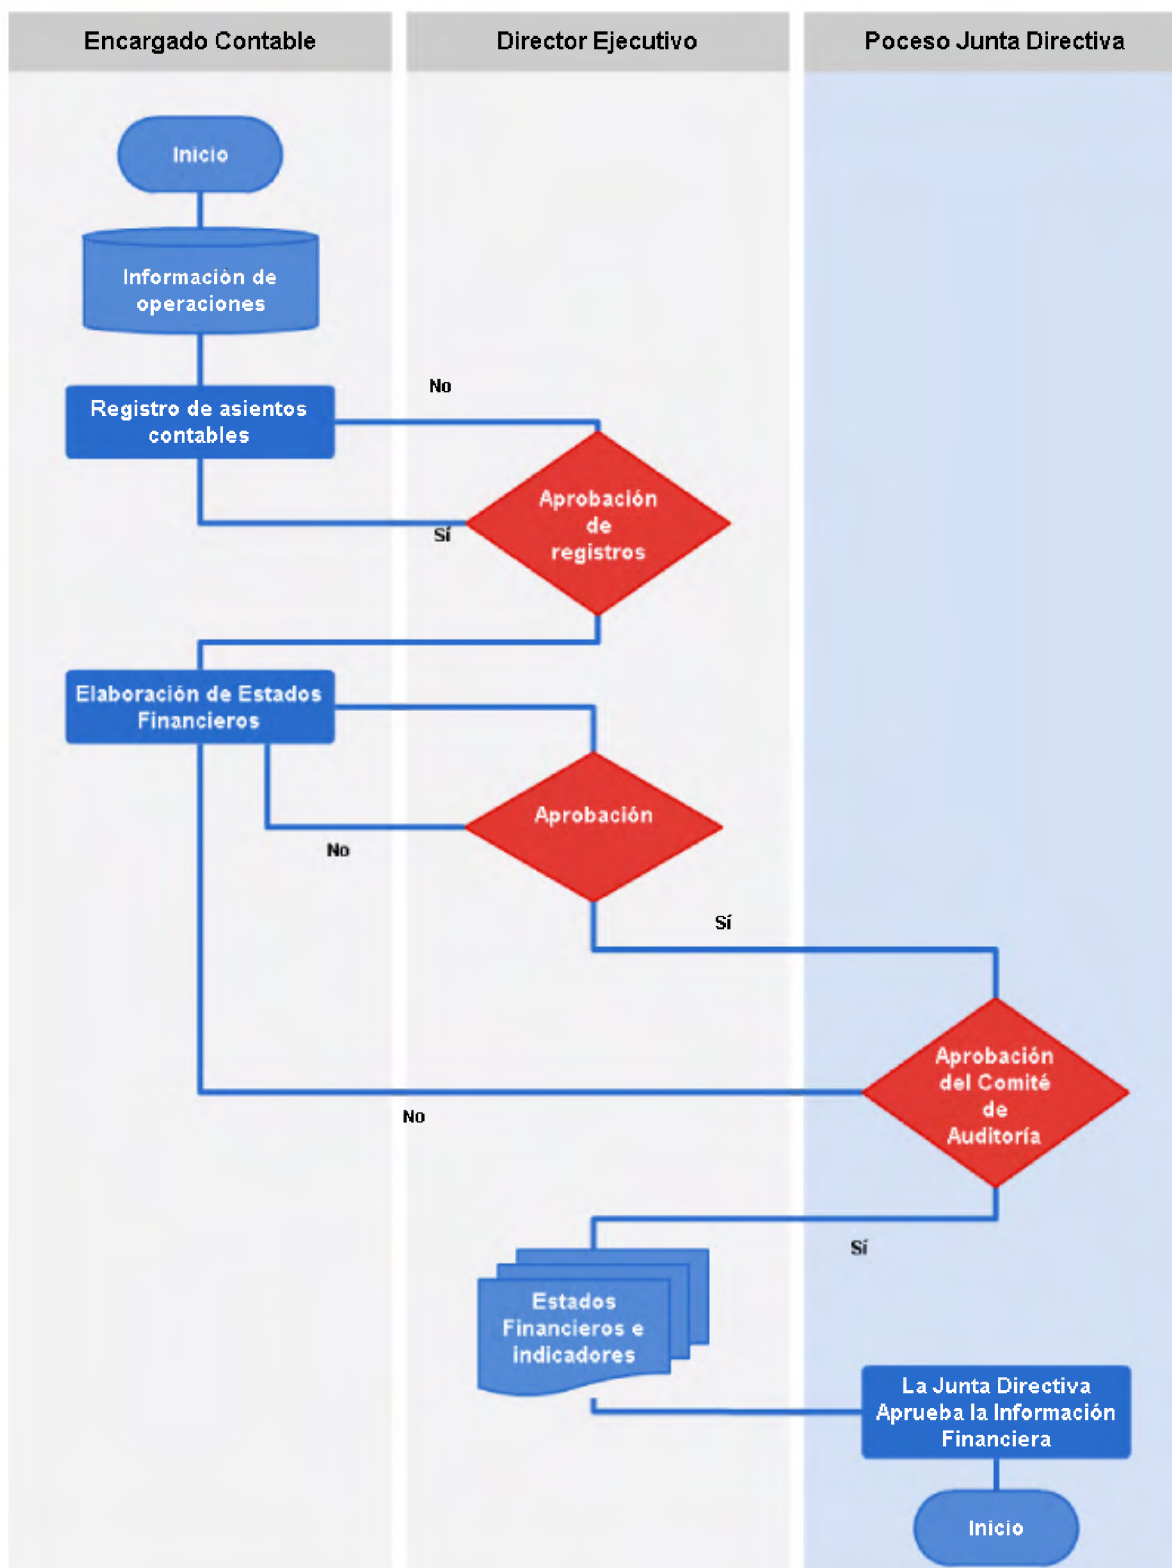 Encargado Contable
Director Ejecutivo
Poceso Junta Directiva
Inicio
Información de
operaciones
Registro de asientos
contables
No
Aprobación
de
registros
Sí
Elaboración de Estados
Financieros
Aprobación
No
Sí
Aprobación
del Comité
de
Auditoría
No
Sí
Estados
Financieros e
indicadores
La Junta Directiva
Aprueba la Información
Financiera
Inicio